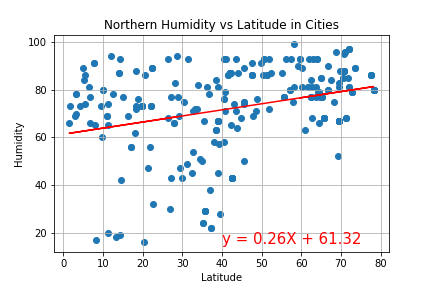 Northern Humidity vs Latitude in Cities
100
80
60
40
20
Humidity
y = 0.26X + 61.32
0 10 20 30 40 50 60 70 80
Latitude